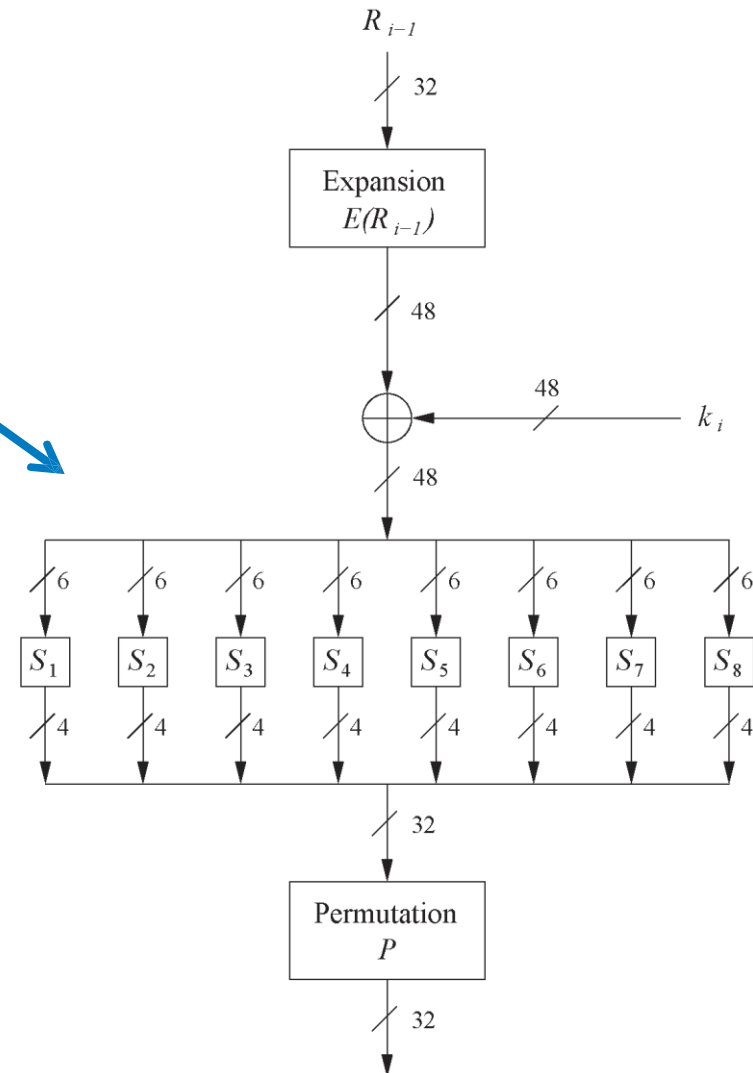 R i−1
32
Expansion
E(R i−1)
48
48
k i
48
6 6 6 6 6 6 6 6
S1 S2 S3 S4 S5 S6 S7 S8
4 4 4 4 4 4 4 4
32
Permutation
P
32